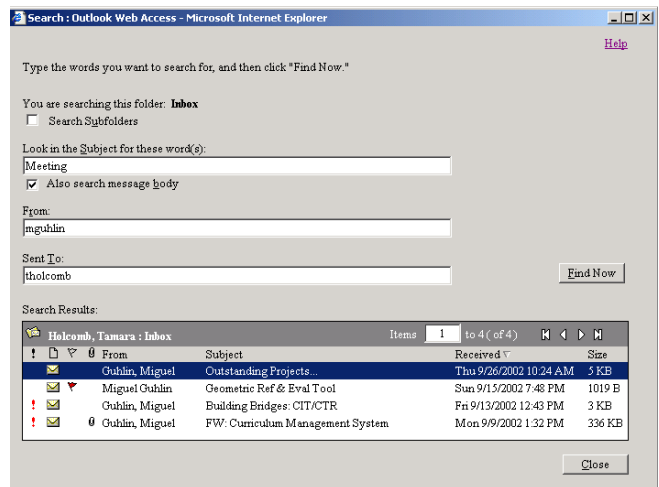 Search : Outlook Web Access - Microsoft Internet Explorer
Help
Type the words you want to search for, and then click "Find Now."
You are searching this folder: Inbox
Search Subfolders
Look in the Subject for these word(s):
Meeting
Also search message body
From:
mguhlin
Sent To:
tholcomb
Find Now
Search Results:
Holcomb, Tamara : Inbox Items 1 to 4 ( of 4)
! From Subject Received Size
Guhlin, Miguel Outstanding Projects... Thu 9/26/2002 10:24 AM 5 KB
Miguel Guhlin Geometric Ref & Eval Tool Sun 9/15/2002 7:48 PM 1019 B
! Guhlin, Miguel Building Bridges: CIT/CTR Fri 9/13/2002 12:43 PM 3 KB
! Guhlin, Miguel FW: Curriculum Management System Mon 9/9/2002 1:32 PM 336 KB
Close